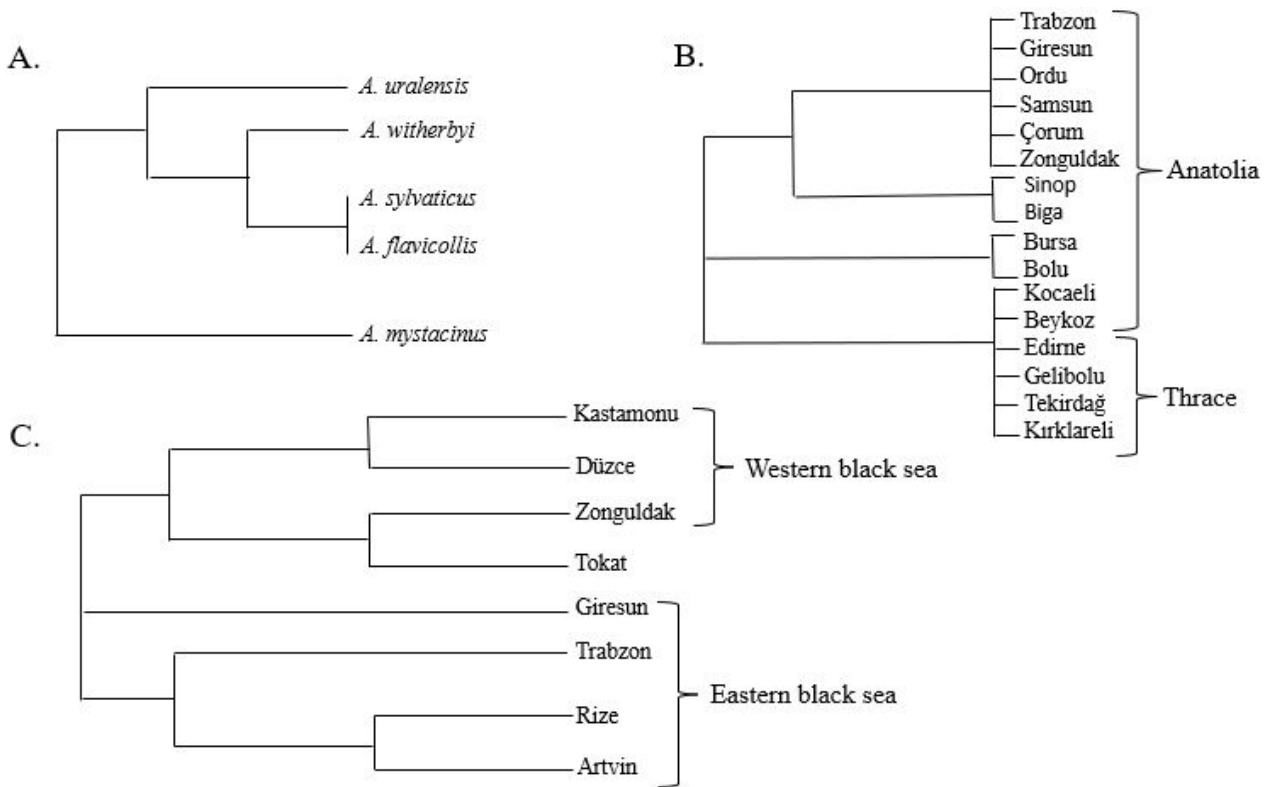 A.
A. uralensis
A. witherbyi
A. sylvaticus
A. flavicollis
A. mystacinus
B.
Trabzon
Giresun
Ordu
Samsun
Çorum
Zonguldak
Sinop
Biga
Bursa
Bolu
Kocaeli
Beykoz
Edirne
Gelibolu
Tekirdağ
Kırklareli
Anatolia
Thrace
C.
Kastamonu
Düzce
Zonguldak
Tokat
Giresun
Trabzon
Rize
Artvin
Western black sea
Eastern black sea